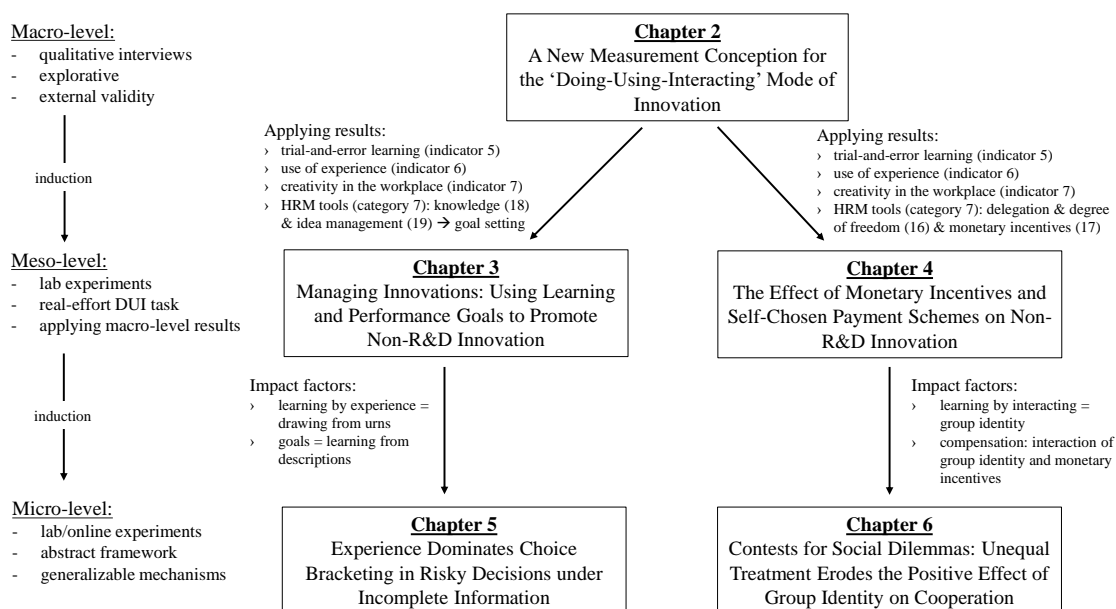 Macro-level:
- qualitative interviews
- explorative
- external validity
induction
Meso-level:
- lab experiments
- real-effort DUI task
- applying macro-level results
induction
Micro-level:
- lab/online experiments
- abstract framework
- generalizable mechanisms
Chapter 2
A New Measurement Conception for
the ‘Doing-Using-Interacting’ Mode of
Innovation
Applying results:
› trial-and-error learning (indicator 5)
› use of experience (indicator 6)
› creativity in the workplace (indicator 7)
› HRM tools (category 7): knowledge (18)
& idea management (19) → goal setting
Applying results:
› trial-and-error learning (indicator 5)
› use of experience (indicator 6)
› creativity in the workplace (indicator 7)
› HRM tools (category 7): delegation & degree
of freedom (16) & monetary incentives (17)
Chapter 3
Managing Innovations: Using Learning
and Performance Goals to Promote
Non-R&D Innovation
Chapter 4
The Effect of Monetary Incentives and
Self-Chosen Payment Schemes on Non-
R&D Innovation
Impact factors:
› learning by experience =
drawing from urns
› goals = learning from
descriptions
Impact factors:
› learning by interacting =
group identity
› compensation: interaction of
group identity and monetary
incentives
Chapter 5
Experience Dominates Choice
Bracketing in Risky Decisions under
Incomplete Information
Chapter 6
Contests for Social Dilemmas: Unequal
Treatment Erodes the Positive Effect of
Group Identity on Cooperation